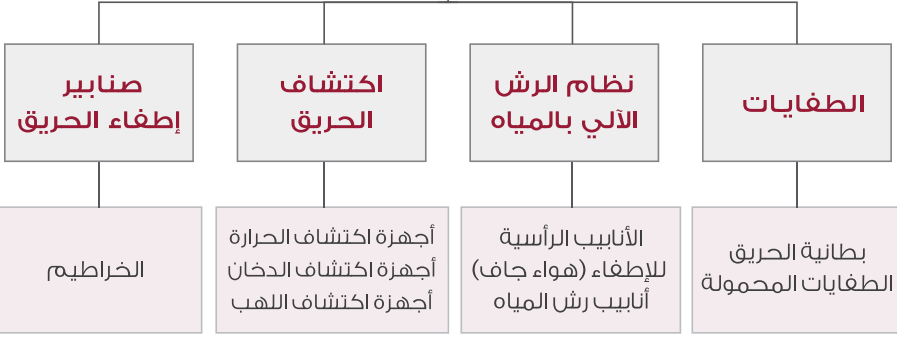 الطفايات
نظام الرش
الآلي بالمياه
اكتشاف
الحريق
صنابير
إطفاء الحريق
بطانية الحريق
الطفايات المحمولة
الأنابيب الرأسية
للإطفاء (هواء جاف)
أنابيب رش المياه
أجهزة اكتشاف الحرارة
أجهزة اكتشاف الدخان
أجهزة اكتشاف اللهب
الخراطيم